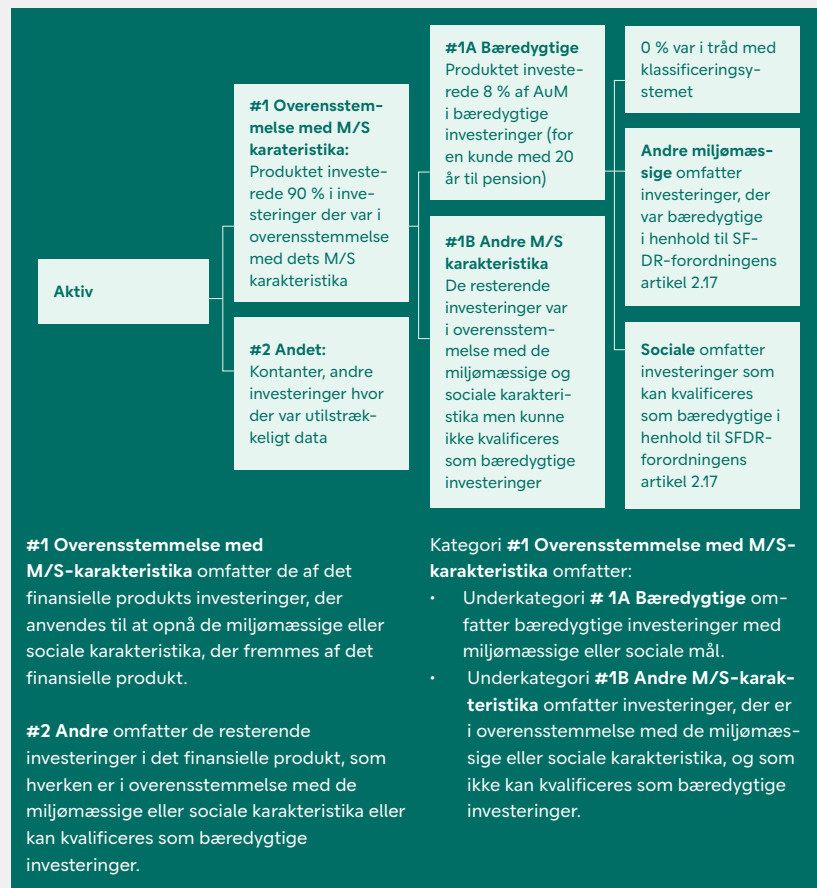 Aktiv
#1 Overensstem-
melse med M/S
karateristika:
Produktet investe-
rede 90 % i inve-
steringer der var i
overensstemmelse
med dets M/S
karakteristika
#2 Andet:
Kontanter, andre
investeringer hvor
der var utilstræk-
keligt data
#1A Bæredygtige
Produktet investe-
rede 8 % af AuM
i bæredygtige
investeringer (for
en kunde med 20
år til pension)
#1B Andre M/S
karakteristika
De resterende
investeringer var
i overensstem-
melse med de
miljømæssige og
sociale karakteri-
stika men kunne
ikke kvalificeres
som bæredygtige
investeringer
0 % var i tråd med
klassificeringsy-
stemet
Andre miljømæs-
sige omfatter
investeringer, der
var bæredygtige
i henhold til SF-
DR-forordningens
artikel 2.17
Sociale omfatter
investeringer som
kan kvalificeres
som bæredygtige i
henhold til SFDR-
forordningens
artikel 2.17
#1 Overensstemmelse med
M/S-karakteristika omfatter de af det
finansielle produkts investeringer, der
anvendes til at opnå de miljømæssige eller
sociale karakteristika, der fremmes af det
finansielle produkt.
#2 Andre omfatter de resterende
investeringer i det finansielle produkt, som
hverken er i overensstemmelse med de
miljømæssige eller sociale karakteristika eller
kan kvalificeres som bæredygtige
investeringer.
Kategori #1 Overensstemmelse med M/S-
karakteristika omfatter:
• Underkategori # 1A Bæredygtige om-
fatter bæredygtige investeringer med
miljømæssige eller sociale mål.
• Underkategori #1B Andre M/S-karak-
teristika omfatter investeringer, der er
i overensstemmelse med de miljømæs-
sige eller sociale karakteristika, og som
ikke kan kvalificeres som bæredygtige
investeringer.